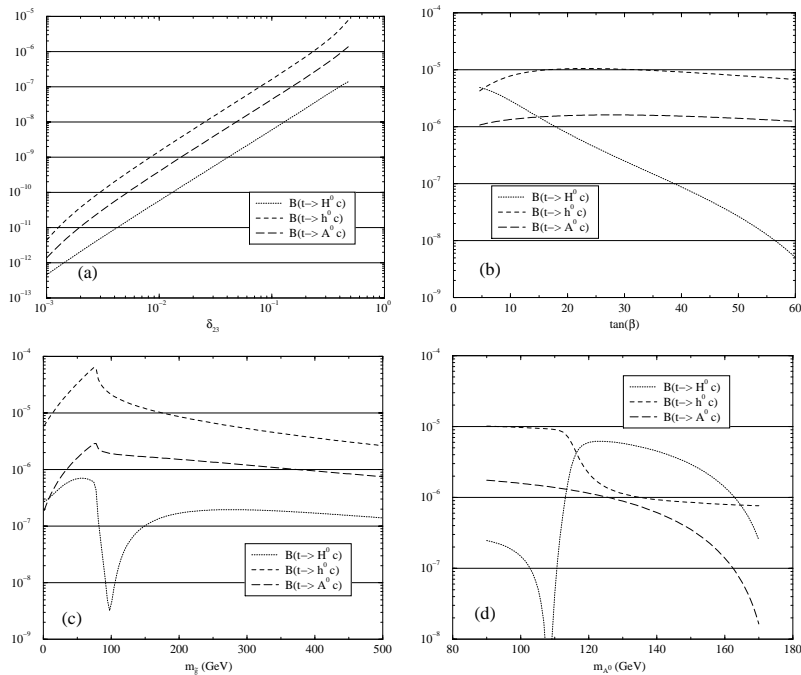 10⁻⁵
10⁻⁶
10⁻⁷
10⁻⁸
10⁻⁹
10⁻¹⁰
10⁻¹¹
10⁻¹²
10⁻¹³
B(t−> H⁰ c)
B(t−> h⁰ c)
B(t−> A⁰ c)
(a)
10⁻³ 10⁻² 10⁻¹ 10⁰
δ₂₃
10⁻⁴
10⁻⁵
10⁻⁶
10⁻⁷
10⁻⁸
10⁻⁹
B(t−> H⁰ c)
B(t−> h⁰ c)
B(t−> A⁰ c)
(b)
0 10 20 30 40 50 60
tan(β)
10⁻⁴
10⁻⁵
10⁻⁶
10⁻⁷
10⁻⁸
10⁻⁹
B(t−> H⁰ c)
B(t−> h⁰ c)
B(t−> A⁰ c)
(c)
0 100 200 300 400 500
m_g̃ (GeV)
10⁻⁴
10⁻⁵
10⁻⁶
10⁻⁷
10⁻⁸
B(t−> H⁰ c)
B(t−> h⁰ c)
B(t−> A⁰ c)
(d)
80 100 120 140 160 180
m_A⁰ (GeV)